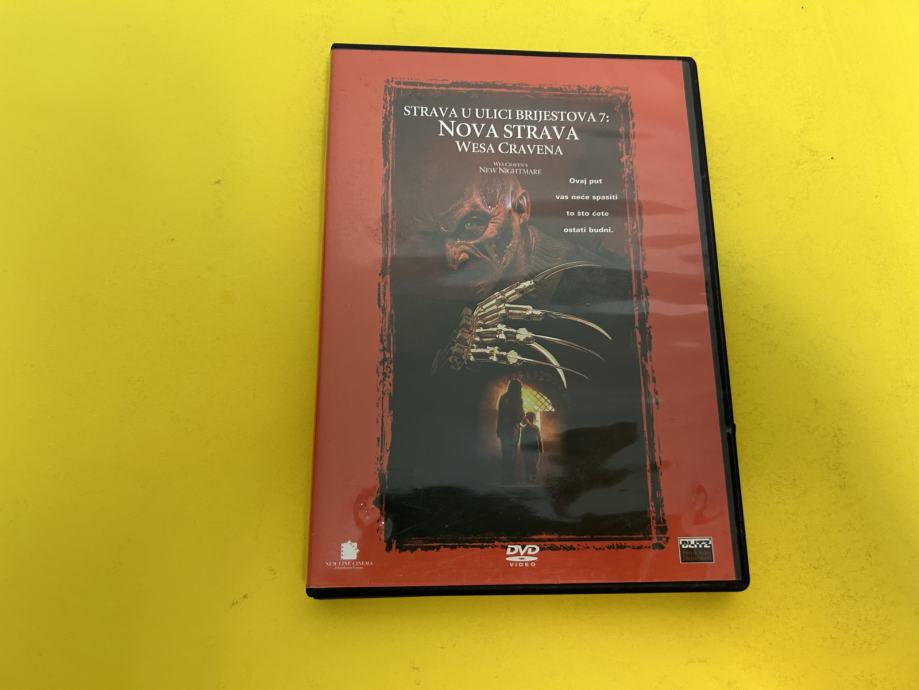 STRAVA U ULICI BRIJESTOVA 7:
NOVA STRAVA
WESA CRAVENA
WES CRAVEN'S
NEW NIGHTMARE
Ovaj put
vas neće spasiti
to što ćete
ostati budni.
NEW LINE CINEMA
DVD
VIDEO
BLITZ